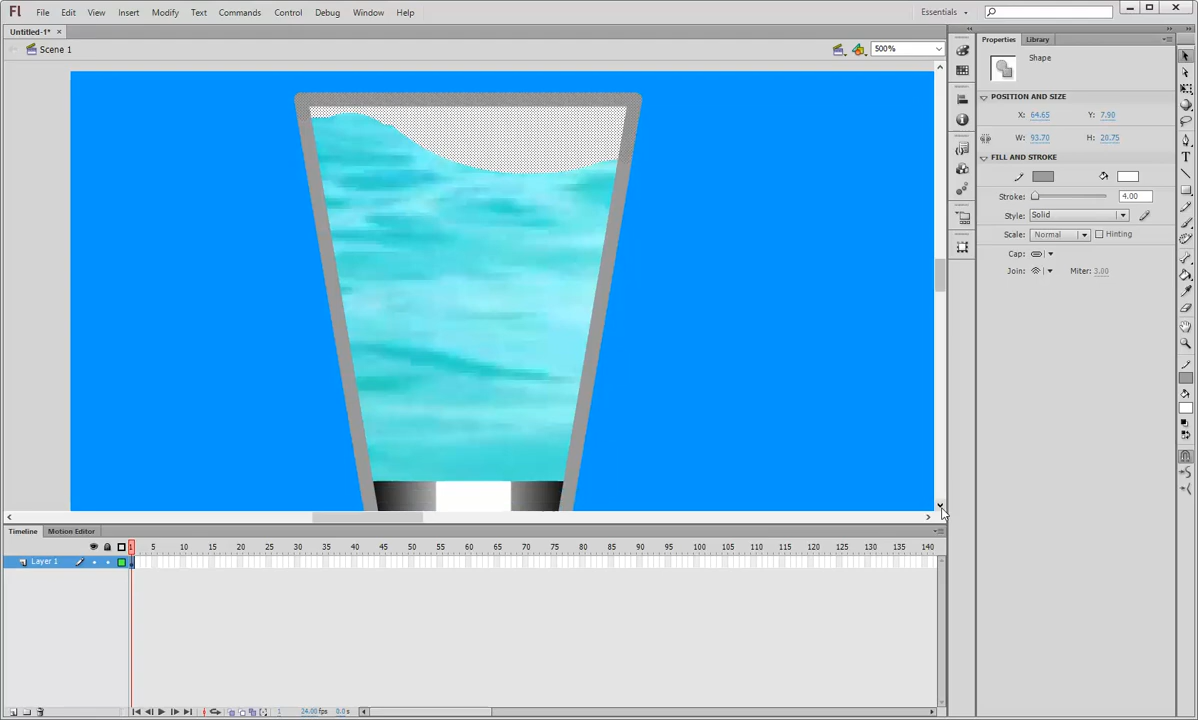 Fl File Edit View Insert Modify Text Commands Control Debug Window Help Essentials
Untitled-1* ×
Scene 1 500%
Properties Library
Shape
POSITION AND SIZE
X: 64.65 Y: 7.90
W: 93.70 H: 20.75
FILL AND STROKE
Stroke: 4.00
Style: Solid
Scale: Normal Hinting
Cap:
Join: Miter: 3.00
Timeline Motion Editor
1 5 10 15 20 25 30 35 40 45 50 55 60 65 70 75 80 85 90 95 100 105 110 115 120 125 130 135 140
Layer 1
1 24.00 fps 0.0 s